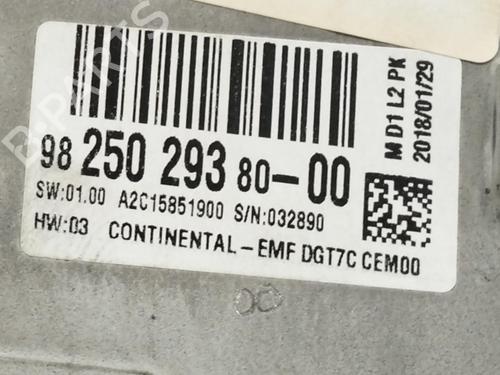 B-PARTS
M D1 L2 PK
2018/01/29
98 250 293 80-00
SW:01.00 A2C15851900 S/N:032890
HW:03 CONTINENTAL-EMF DGT7C CEM00